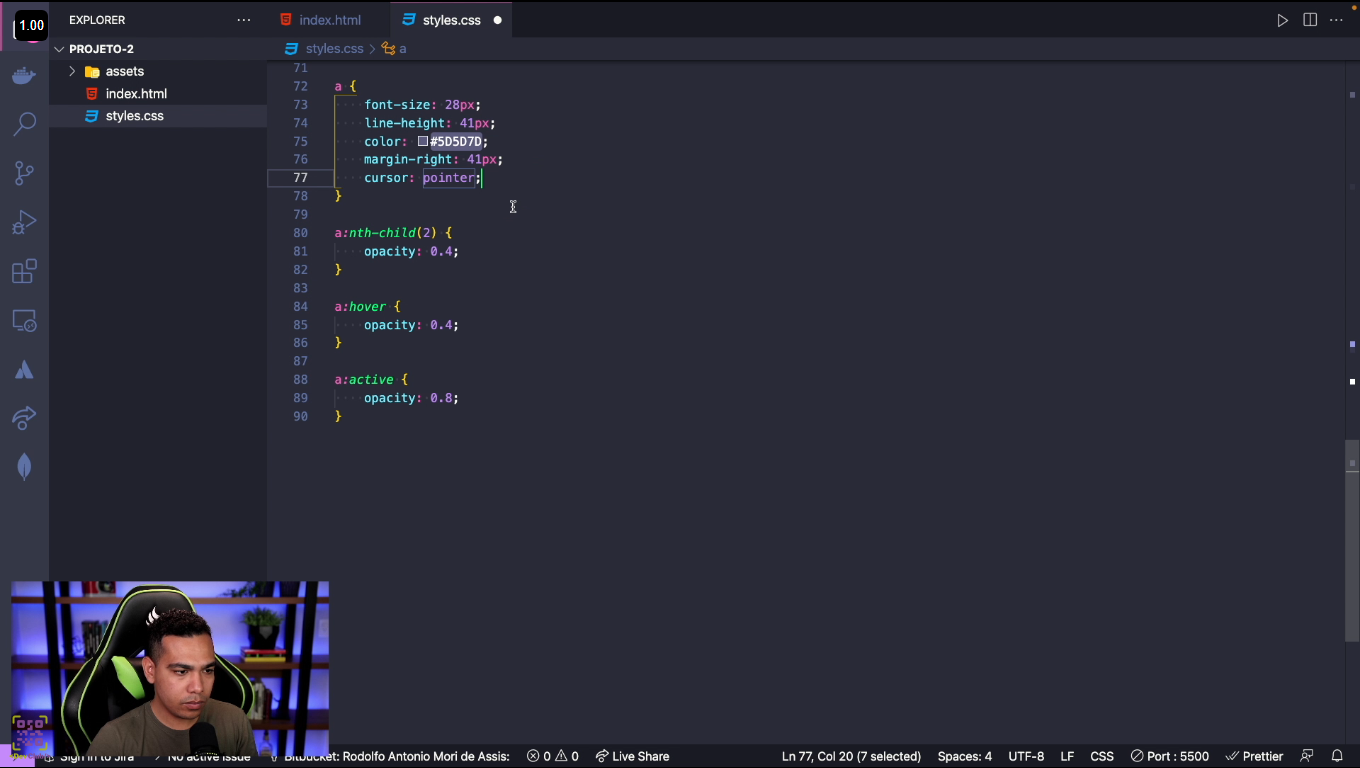 1.00
EXPLORER ···
index.html
styles.css
PROJETO-2
assets
index.html
styles.css
styles.css > a
71
72 a {
73 font-size: 28px;
74 line-height: 41px;
75 color: #5D5D7D;
76 margin-right: 41px;
77 cursor: pointer;
78 }
79
80 a:nth-child(2) {
81 opacity: 0.4;
82 }
83
84 a:hover {
85 opacity: 0.4;
86 }
87
88 a:active {
89 opacity: 0.8;
90 }
Sign in to Jira No active issue Bitbucket: Rodolfo Antonio Mori de Assis: 0 0 Live Share Ln 77, Col 20 (7 selected) Spaces: 4 UTF-8 LF CSS Port : 5500 Prettier